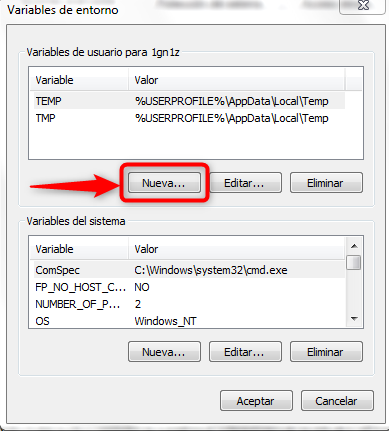 Variables de entorno
Variables de usuario para 1gn1z
Variable Valor
TEMP %USERPROFILE%\AppData\Local\Temp
TMP %USERPROFILE%\AppData\Local\Temp
Nueva... Editar... Eliminar
Variables del sistema
Variable Valor
ComSpec C:\Windows\system32\cmd.exe
FP_NO_HOST_C... NO
NUMBER_OF_P... 2
OS Windows_NT
Nueva... Editar... Eliminar
Aceptar Cancelar